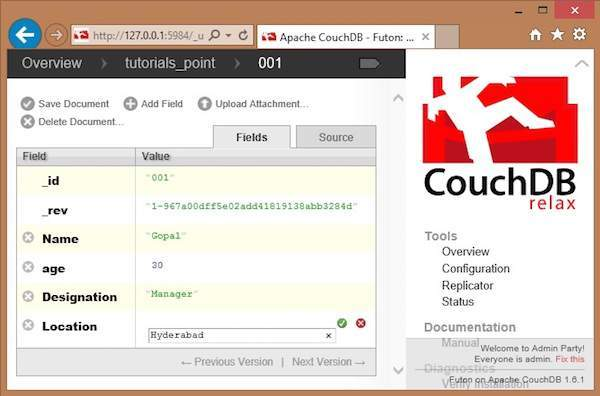 http://127.0.0.1:5984/_u
Apache CouchDB - Futon: ...
Overview
tutorials_point
001
Save Document
Add Field
Upload Attachment...
Delete Document...
Fields
Source
Field
Value
_id
"001"
_rev
"1-967a00dff5e02add41819138abb3284d"
Name
"Gopal"
age
30
Designation
"Manager"
Location
Hyderabad
← Previous Version | Next Version →
CouchDB
relax
Tools
Overview
Configuration
Replicator
Status
Documentation
Manual
Welcome to Admin Party!
Everyone is admin. Fix this
Diagnostics
Verify Installation
Futon on Apache CouchDB 1.6.1